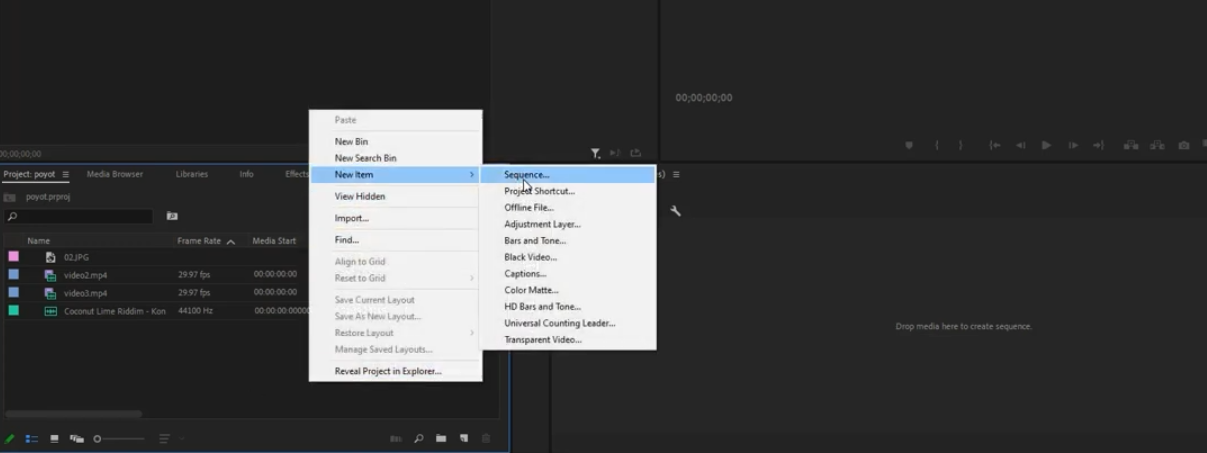 00;00;00;00
00;00;00;00
Project: poyot
Media Browser
Libraries
Info
Effects
poyot.prproj
Name Frame Rate Media Start
02.JPG
video2.mp4 29.97 fps 00:00:00:00
video3.mp4 29.97 fps 00:00:00:00
Coconut Lime Riddim - Kon 44100 Hz 00:00:00:0000
Paste
New Bin
New Search Bin
New Item
View Hidden
Import...
Find...
Align to Grid
Reset to Grid
Save Current Layout
Save As New Layout...
Restore Layout
Manage Saved Layouts...
Reveal Project in Explorer...
Sequence...
Project Shortcut...
Offline File...
Adjustment Layer...
Bars and Tone...
Black Video...
Captions...
Color Matte...
HD Bars and Tone...
Universal Counting Leader...
Transparent Video...
Drop media here to create sequence.